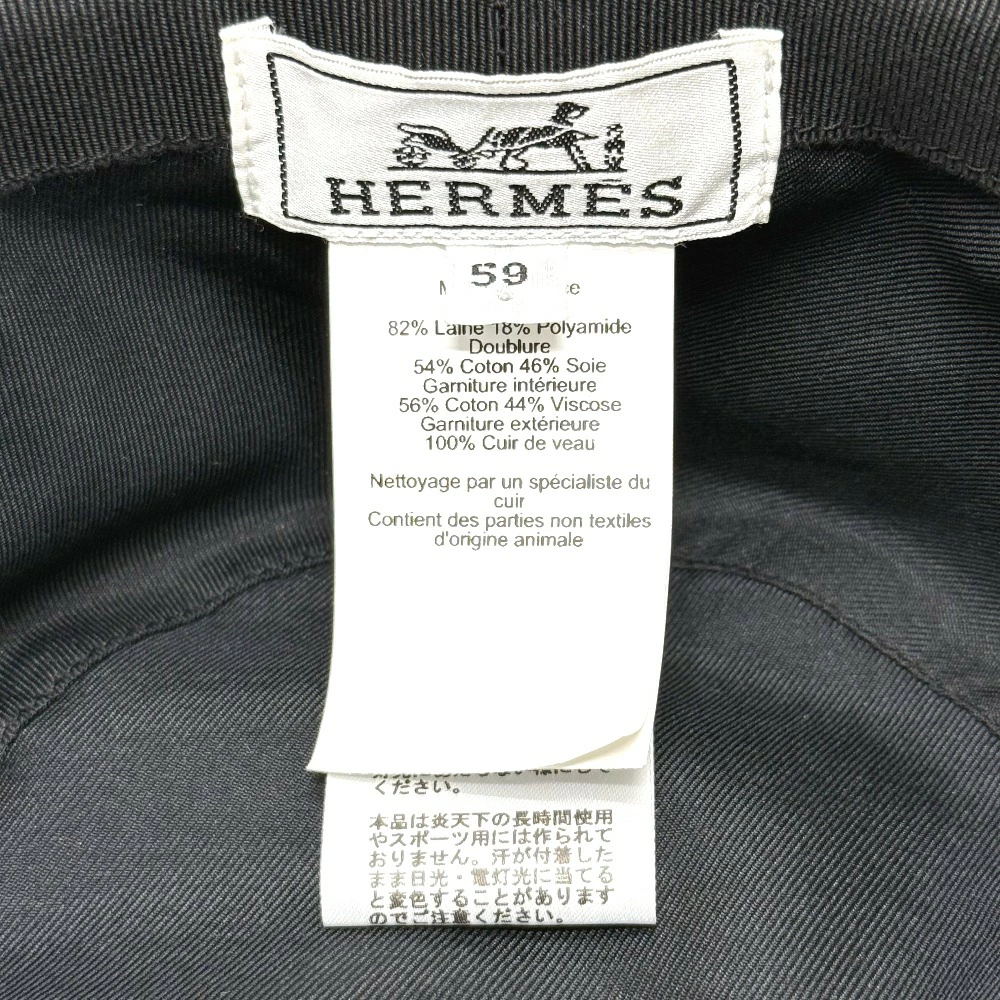 HERMES
59
82% Laine 18% Polyamide
Doublure
54% Coton 46% Soie
Garniture intérieure
56% Coton 44% Viscose
Garniture extérieure
100% Cuir de veau
Nettoyage par un spécialiste du
cuir
Contient des parties non textiles
d'origine animale
ください。
本品は炎天下の長時間使用
やスポーツ用には作られて
おりません。汗が付着した
まま日光・電灯光に当てる
と変色することがあります
のでご注意ください。